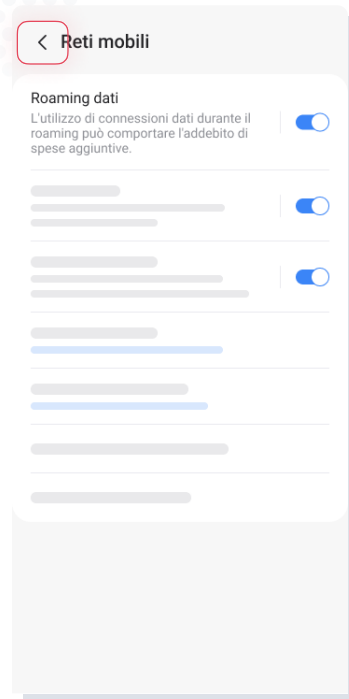 Reti mobili
Roaming dati
L'utilizzo di connessioni dati durante il
roaming può comportare l'addebito di
spese aggiuntive.